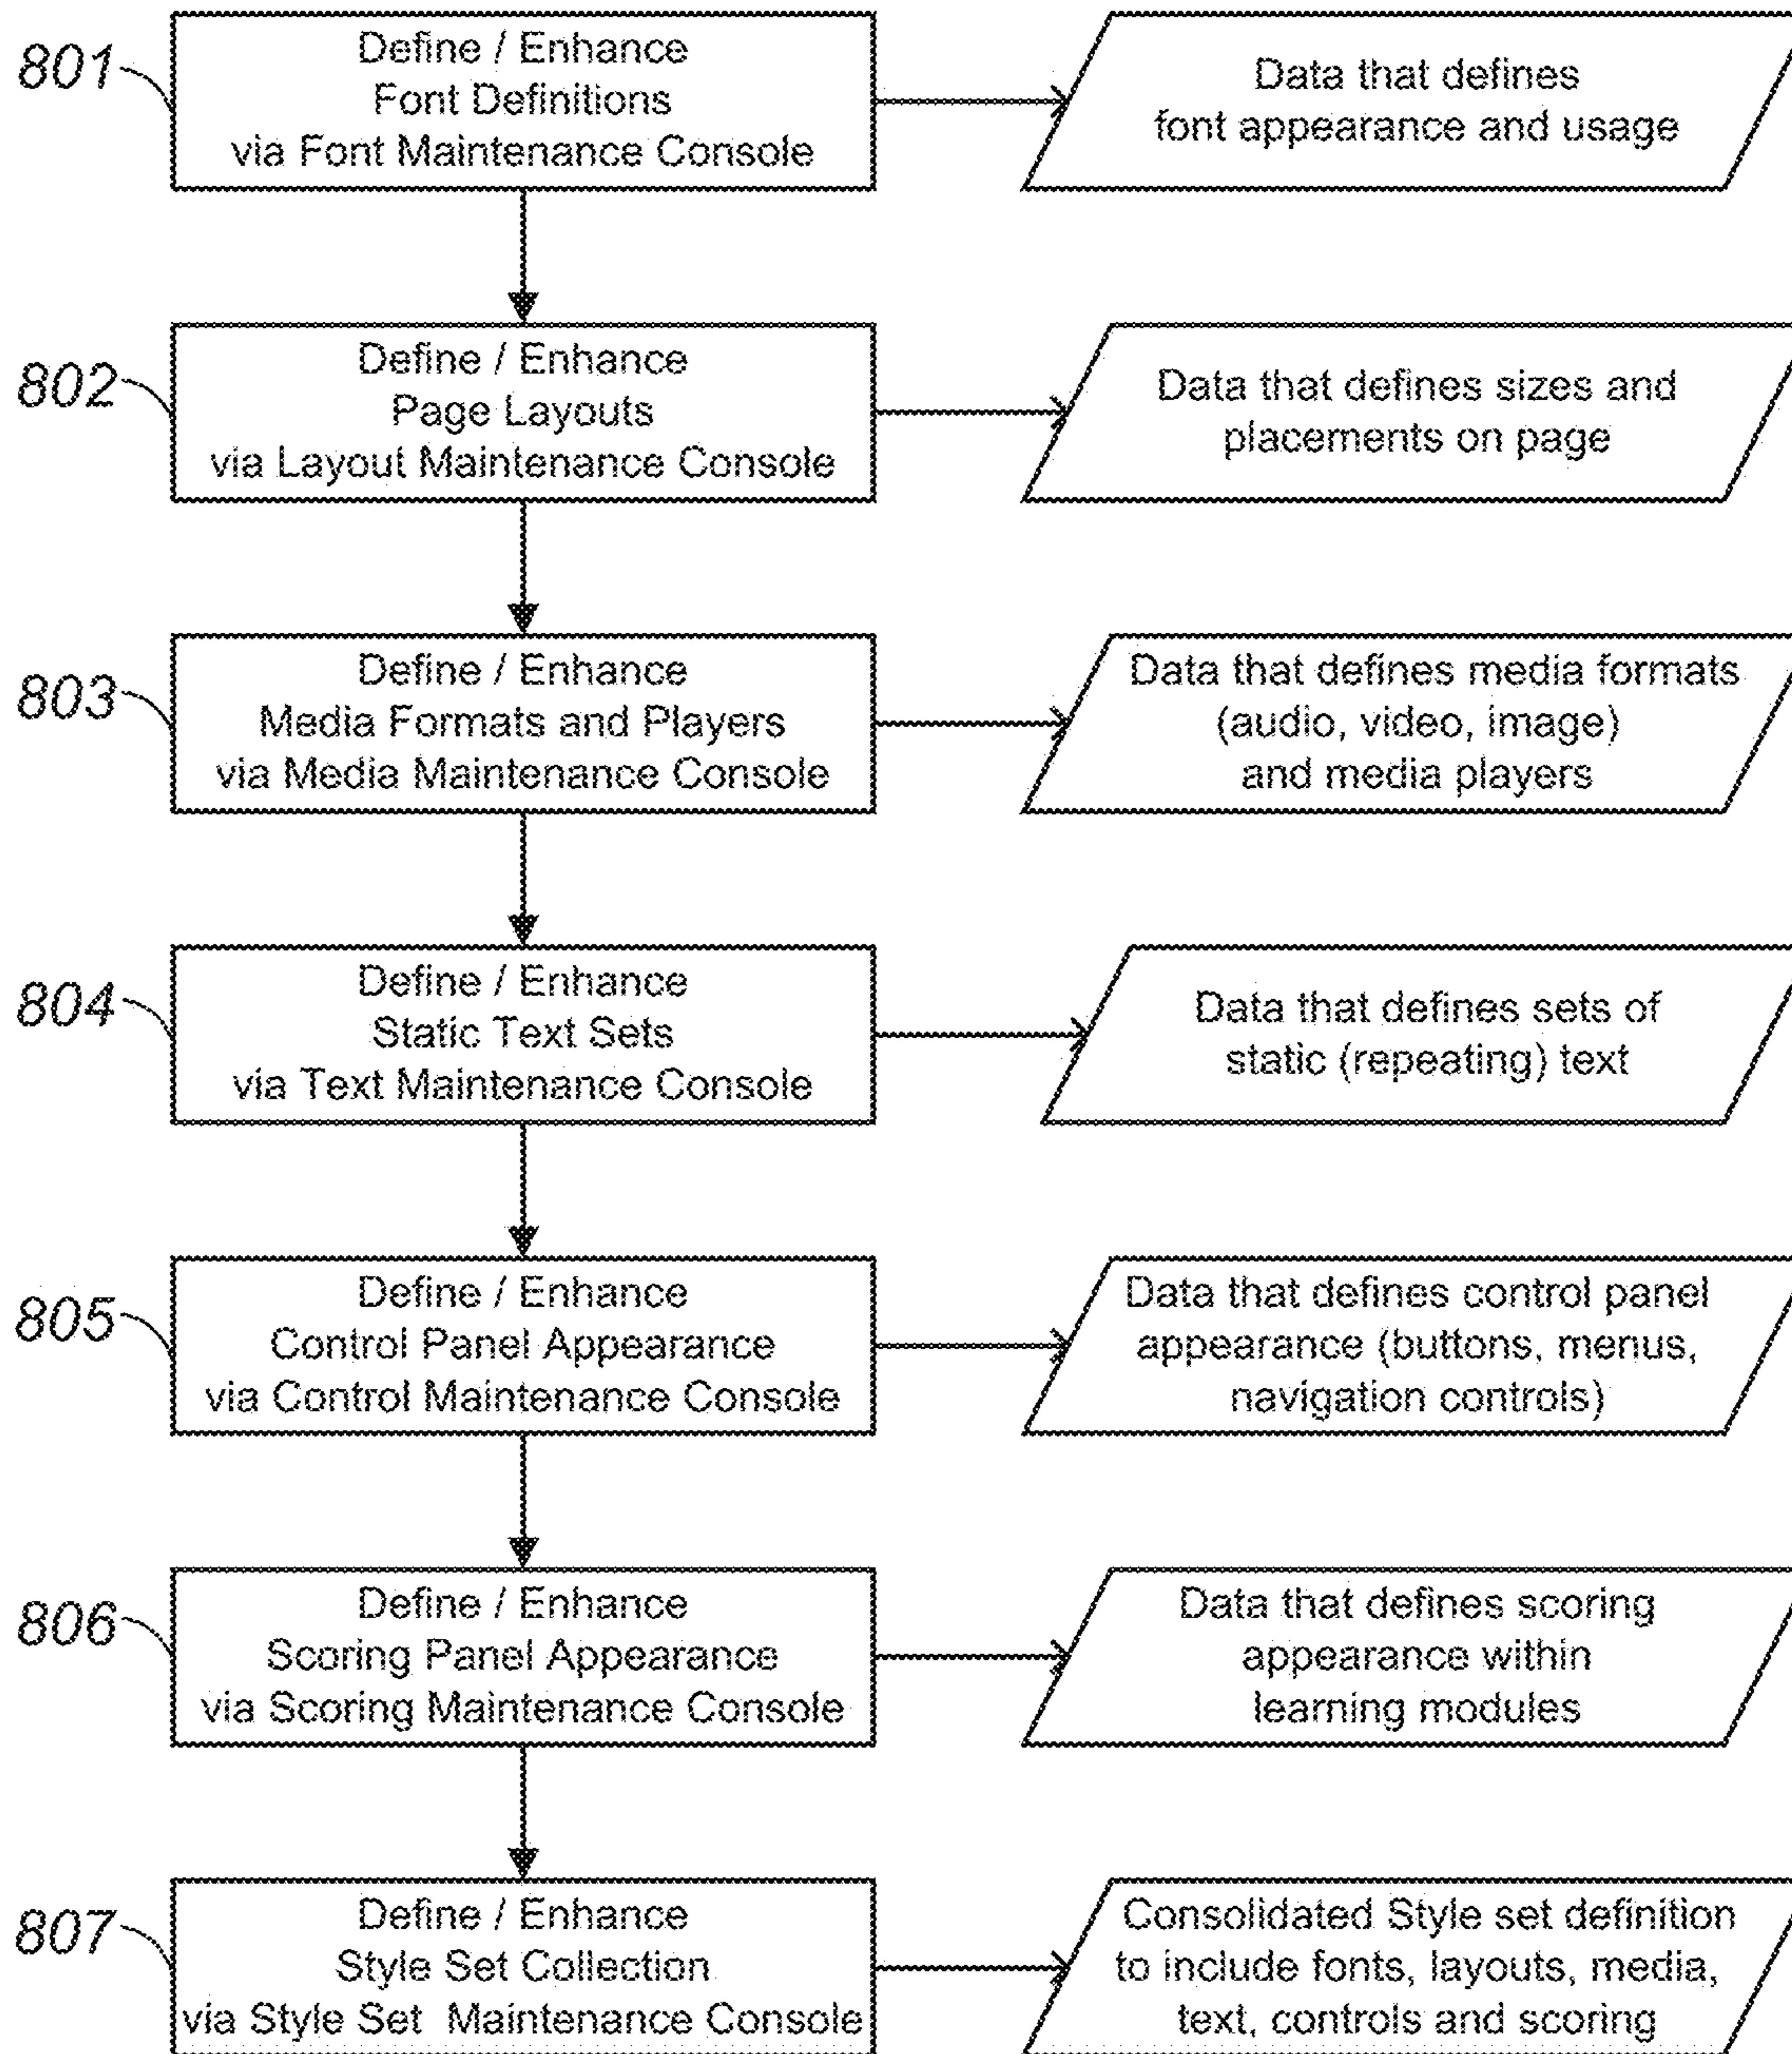 801
Define / Enhance
Font Definitions
via Font Maintenance Console
Data that defines
font appearance and usage
802
Define / Enhance
Page Layouts
via Layout Maintenance Console
Data that defines sizes and
placements on page
803
Define / Enhance
Media Formats and Players
via Media Maintenance Console
Data that defines media formats
(audio, video, image)
and media players
804
Define / Enhance
Static Text Sets
via Text Maintenance Console
Data that defines sets of
static (repeating) text
805
Define / Enhance
Control Panel Appearance
via Control Maintenance Console
Data that defines control panel
appearance (buttons, menus,
navigation controls)
806
Define / Enhance
Scoring Panel Appearance
via Scoring Maintenance Console
Data that defines scoring
appearance within
learning modules
807
Define / Enhance
Style Set Collection
via Style Set Maintenance Console
Consolidated Style set definition
to include fonts, layouts, media,
text, controls and scoring